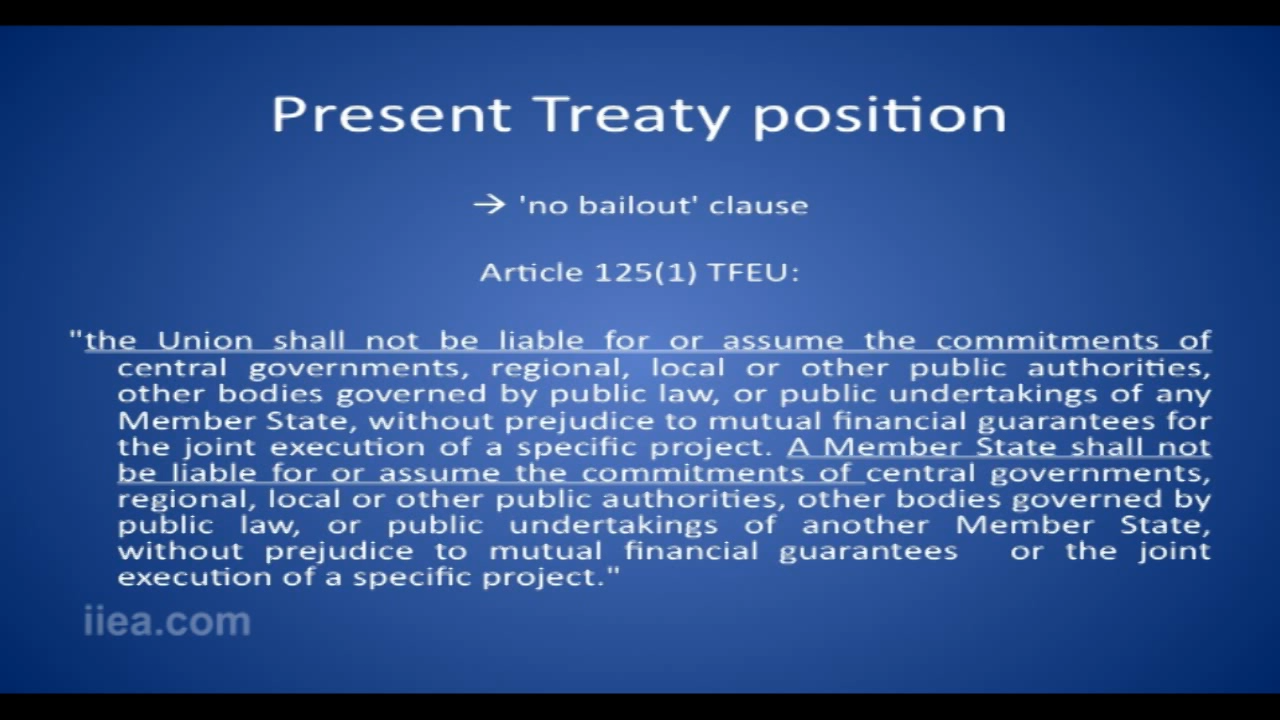 Present Treaty position
→ 'no bailout' clause
Article 125(1) TFEU:
"the Union shall not be liable for or assume the commitments of
central governments, regional, local or other public authorities,
other bodies governed by public law, or public undertakings of any
Member State, without prejudice to mutual financial guarantees for
the joint execution of a specific project. A Member State shall not
be liable for or assume the commitments of central governments,
regional, local or other public authorities, other bodies governed by
public law, or public undertakings of another Member State,
without prejudice to mutual financial guarantees or the joint
execution of a specific project."
iiea.com